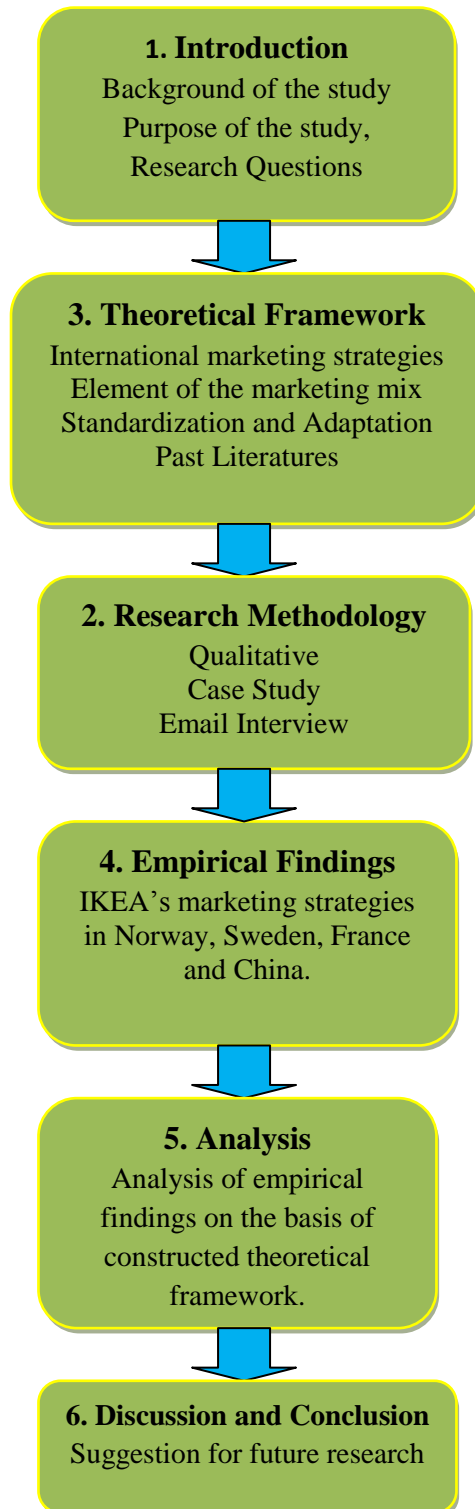 1. Introduction
Background of the study
Purpose of the study,
Research Questions
3. Theoretical Framework
International marketing strategies
Element of the marketing mix
Standardization and Adaptation
Past Literatures
2. Research Methodology
Qualitative
Case Study
Email Interview
4. Empirical Findings
IKEA’s marketing strategies
in Norway, Sweden, France
and China.
5. Analysis
Analysis of empirical
findings on the basis of
constructed theoretical
framework.
6. Discussion and Conclusion
Suggestion for future research